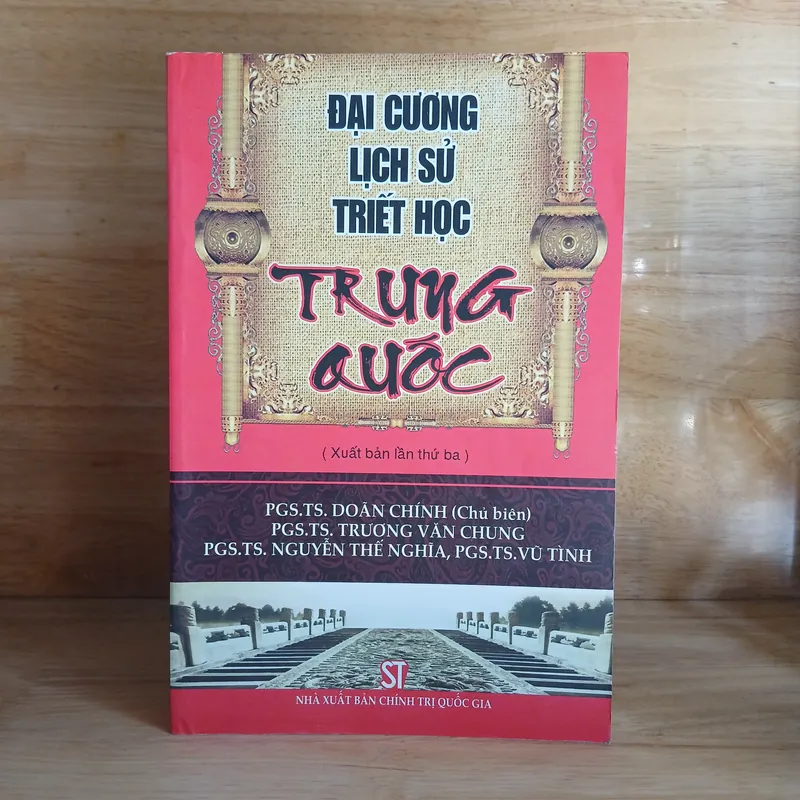 ĐẠI CƯƠNG
LỊCH SỬ
TRIẾT HỌC
TRUNG
QUỐC
( Xuất bản lần thứ ba )
PGS.TS. DOÃN CHÍNH (Chủ biên)
PGS.TS. TRƯƠNG VĂN CHUNG
PGS.TS. NGUYỄN THẾ NGHĨA, PGS.TS.VŨ TÌNH
ST
NHÀ XUẤT BẢN CHÍNH TRỊ QUỐC GIA